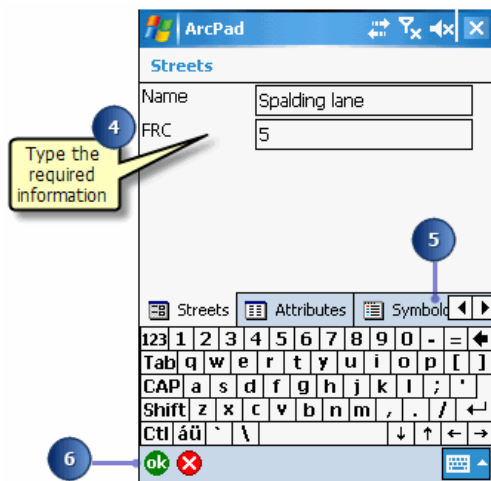 ArcPad
Streets
Name Spalding lane
4 FRC 5
Type the
required
information
5
Streets Attributes Symbolo
123 1 2 3 4 5 6 7 8 9 0 - =
Tab q w e r t y u i o p [ ]
CAP a s d f g h j k l ; '
Shift z x c v b n m , . /
Ctl áü ` \
6 ok